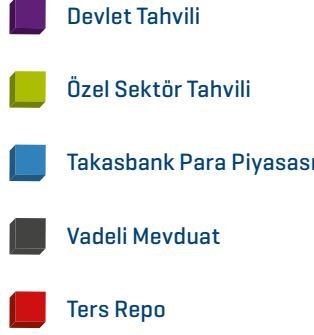 Devlet Tahvili
Özel Sektör Tahvili
Takasbank Para Piyasası
Vadeli Mevduat
Ters Repo